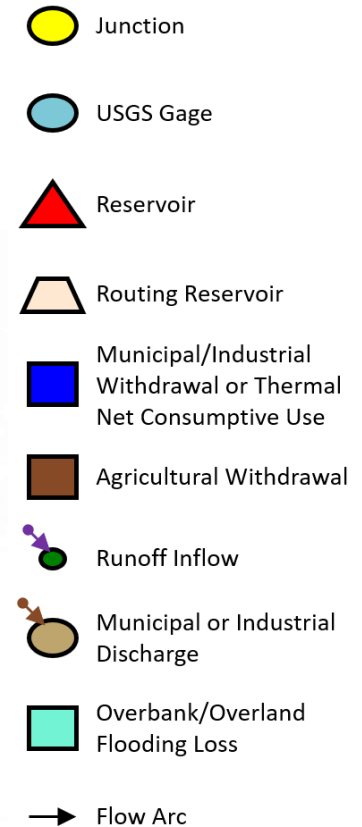 Junction
USGS Gage
Reservoir
Routing Reservoir
Municipal/Industrial
Withdrawal or Thermal
Net Consumptive Use
Agricultural Withdrawal
Runoff Inflow
Municipal or Industrial
Discharge
Overbank/Overland
Flooding Loss
Flow Arc